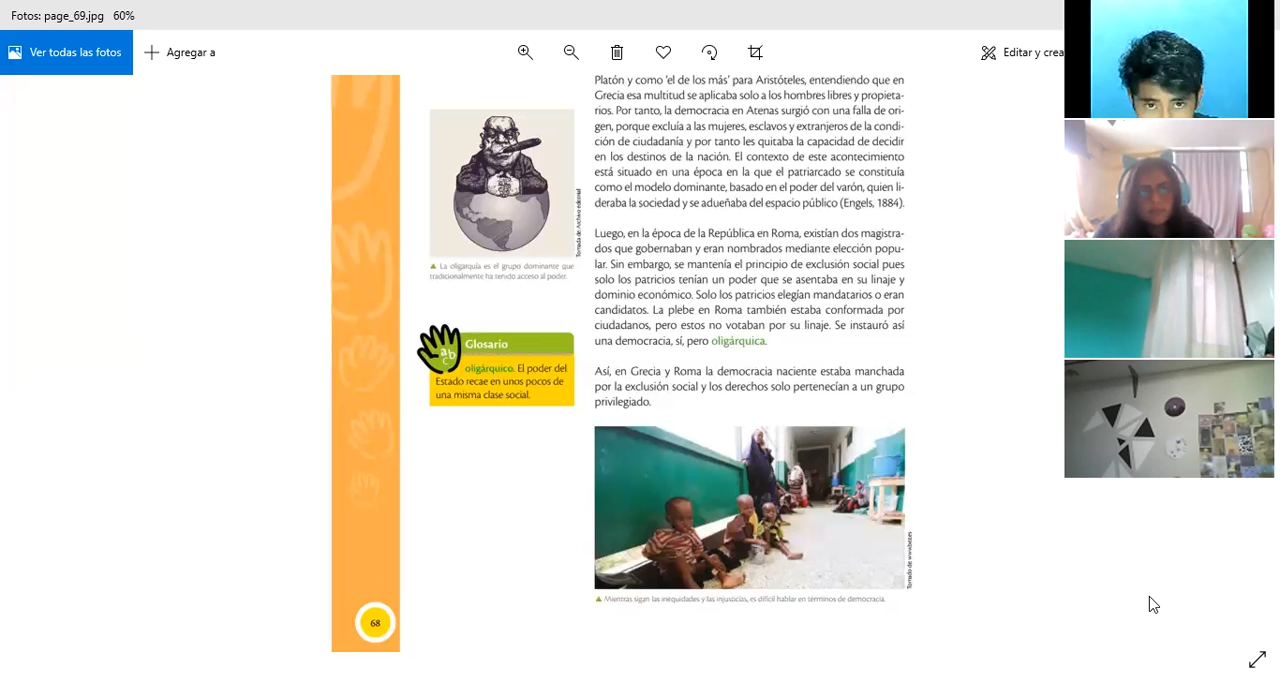 Fotos: page_69.jpg 60%
Ver todas las fotos
Agregar a
Editar y crea
Platón y como 'el de los más' para Aristóteles, entendiendo que en
Grecia esa multitud se aplicaba solo a los hombres libres y propieta-
rios. Por tanto, la democracia en Atenas surgió con una falla de ori-
gen, porque excluía a las mujeres, esclavos y extranjeros de la condi-
ción de ciudadanía y por tanto les quitaba la capacidad de decidir
en los destinos de la nación. El contexto de este acontecimiento
está situado en una época en la que el patriarcado se constituía
como el modelo dominante, basado en el poder del varón, quien li-
deraba la sociedad y se adueñaba del espacio público (Engels, 1884).
Tomada de: Archivo editorial
▲ La oligarquía es el grupo dominante que
tradicionalmente ha tenido acceso al poder.
Luego, en la época de la República en Roma, existían dos magistra-
dos que gobernaban y eran nombrados mediante elección popu-
lar. Sin embargo, se mantenía el principio de exclusión social pues
solo los patricios tenían un poder que se asentaba en su linaje y
dominio económico. Solo los patricios elegían mandatarios o eran
candidatos. La plebe en Roma también estaba conformada por
ciudadanos, pero estos no votaban por su linaje. Se instauró así
una democracia, sí, pero oligárquica.
a b
c
Glosario
oligárquico. El poder del
Estado recae en unos pocos de
una misma clase social.
Así, en Grecia y Roma la democracia naciente estaba manchada
por la exclusión social y los derechos solo pertenecían a un grupo
privilegiado.
▲ Mientras sigan las inequidades y las injusticias, es difícil hablar en términos de democracia.
68